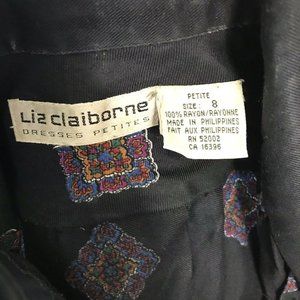 Liz claiborne
DRESSES PETITES
PETITE
SIZE: 8
100% RAYON/RAYONNE
MADE IN PHILIPPINES
FAIT AUX PHILIPPINES
RN 52002
CA 16396